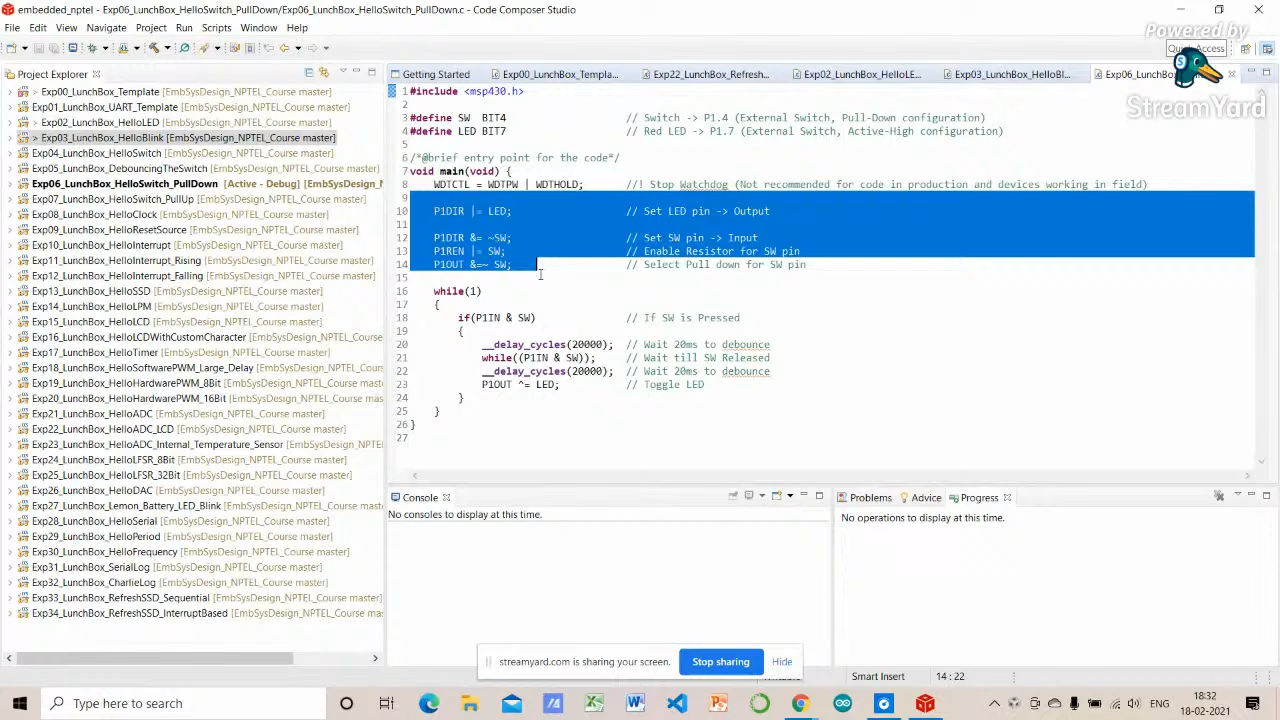 embedded_nptel - Exp06_LunchBox_HelloSwitch_PullDown/Exp06_LunchBox_HelloSwitch_PullDown.c - Code Composer Studio
File Edit View Navigate Project Run Scripts Window Help
Powered by
Quick Access
StreamYard
Project Explorer
> Exp00_LunchBox_Template [EmbSysDesign_NPTEL_Course master]
Exp01_LunchBox_UART_Template [EmbSysDesign_NPTEL_Course master]
> Exp02_LunchBox_HelloLED [EmbSysDesign_NPTEL_Course master]
> Exp03_LunchBox_HelloBlink [EmbSysDesign_NPTEL_Course master]
Exp04_LunchBox_HelloSwitch [EmbSysDesign_NPTEL_Course master]
Exp05_LunchBox_DebouncingTheSwitch [EmbSysDesign_NPTEL_Course
Exp06_LunchBox_HelloSwitch_PullDown [Active - Debug] [EmbSysDesign_N
Exp07_LunchBox_HelloSwitch_PullUp [EmbSysDesign_NPTEL_Course master]
Exp08_LunchBox_HelloClock [EmbSysDesign_NPTEL_Course master]
Exp09_LunchBox_HelloResetSource [EmbSysDesign_NPTEL_Course master]
Exp10_LunchBox_HelloInterrupt [EmbSysDesign_NPTEL_Course master]
Exp11_LunchBox_HelloInterrupt_Rising [EmbSysDesign_NPTEL_Course master]
Exp12_LunchBox_HelloInterrupt_Falling [EmbSysDesign_NPTEL_Course maste
Exp13_LunchBox_HelloSSD [EmbSysDesign_NPTEL_Course master]
Exp14_LunchBox_HelloLPM [EmbSysDesign_NPTEL_Course master]
Exp15_LunchBox_HelloLCD [EmbSysDesign_NPTEL_Course master]
Exp16_LunchBox_HelloLCDWithCustomCharacter [EmbSysDesign_NPTEL_Cou
Exp17_LunchBox_HelloTimer [EmbSysDesign_NPTEL_Course master]
Exp18_LunchBox_HelloSoftwarePWM_Large_Delay [EmbSysDesign_NPTEL_Co
Exp19_LunchBox_HelloHardwarePWM_8Bit [EmbSysDesign_NPTEL_Course ma
Exp20_LunchBox_HelloHardwarePWM_16Bit [EmbSysDesign_NPTEL_Course m
Exp21_LunchBox_HelloADC [EmbSysDesign_NPTEL_Course master]
Exp22_LunchBox_HelloADC_LCD [EmbSysDesign_NPTEL_Course master]
Exp23_LunchBox_HelloADC_Internal_Temperature_Sensor [EmbSysDesign_NP
Exp24_LunchBox_HelloLFSR_8Bit [EmbSysDesign_NPTEL_Course master]
Exp25_LunchBox_HelloLFSR_32Bit [EmbSysDesign_NPTEL_Course master]
Exp26_LunchBox_HelloDAC [EmbSysDesign_NPTEL_Course master]
Exp27_LunchBox_Lemon_Battery_LED_Blink [EmbSysDesign_NPTEL_Course m
Exp28_LunchBox_HelloSerial [EmbSysDesign_NPTEL_Course master]
Exp29_LunchBox_HelloPeriod [EmbSysDesign_NPTEL_Course master]
Exp30_LunchBox_HelloFrequency [EmbSysDesign_NPTEL_Course master]
Exp31_LunchBox_SerialLog [EmbSysDesign_NPTEL_Course master]
Exp32_LunchBox_CharlieLog [EmbSysDesign_NPTEL_Course master]
Exp33_LunchBox_RefreshSSD_Sequential [EmbSysDesign_NPTEL_Course mast
Exp34_LunchBox_RefreshSSD_InterruptBased [EmbSysDesign_NPTEL_Course mas
Getting Started Exp00_LunchBox_Templa... Exp22_LunchBox_Refresh... Exp02_LunchBox_HelloLE... Exp03_LunchBox_HelloBl... Exp06_LunchBox
1 #include <msp430.h>
2
3 #define SW BIT4 // Switch -> P1.4 (External Switch, Pull-Down configuration)
4 #define LED BIT7 // Red LED -> P1.7 (External Switch, Active-High configuration)
5
6 /*@brief entry point for the code*/
7 void main(void) {
8 WDTCTL = WDTPW | WDTHOLD; //! Stop Watchdog (Not recommended for code in production and devices working in field)
9
10 P1DIR |= LED; // Set LED pin -> Output
11
12 P1DIR &= ~SW; // Set SW pin -> Input
13 P1REN |= SW; // Enable Resistor for SW pin
14 P1OUT &=~ SW; // Select Pull down for SW pin
15
16 while(1)
17 {
18 if(P1IN & SW) // If SW is Pressed
19 {
20 __delay_cycles(20000); // Wait 20ms to debounce
21 while((P1IN & SW)); // Wait till SW Released
22 __delay_cycles(20000); // Wait 20ms to debounce
23 P1OUT ^= LED; // Toggle LED
24 }
25 }
26 }
27
Console
No consoles to display at this time.
Problems Advice Progress
No operations to display at this time.
streamyard.com is sharing your screen. Stop sharing Hide
Smart Insert 14 : 22
Type here to search
ENG
18:32
18-02-2021